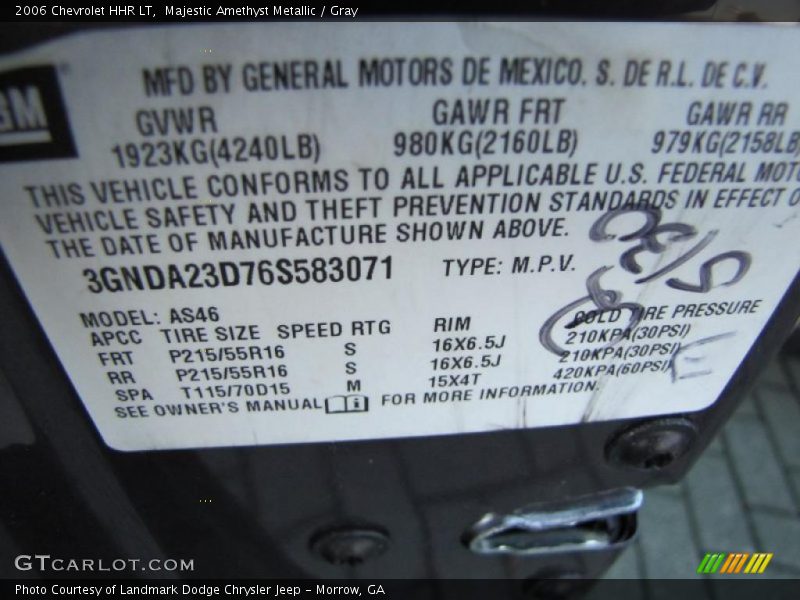 2006 Chevrolet HHR LT,  Majestic Amethyst Metallic / Gray
GM
MFD BY GENERAL MOTORS DE MEXICO. S. DE R.L. DE C.V.
GVWR GAWR FRT GAWR RR
1923KG(4240LB) 980KG(2160LB) 979KG(2158LB)
THIS VEHICLE CONFORMS TO ALL APPLICABLE U.S. FEDERAL MOTO
VEHICLE SAFETY AND THEFT PREVENTION STANDARDS IN EFFECT O
THE DATE OF MANUFACTURE SHOWN ABOVE.
3GNDA23D76S583071 TYPE: M.P.V.
MODEL: AS46
APCC TIRE SIZE SPEED RTG RIM COLD TIRE PRESSURE
FRT P215/55R16 S 16X6.5J 210KPA(30PSI)
RR P215/55R16 S 16X6.5J 210KPA(30PSI)
SPA T115/70D15 M 15X4T 420KPA(60PSI)
SEE OWNER'S MANUAL FOR MORE INFORMATION.
E
GTCARLOT.COM
Photo Courtesy of Landmark Dodge Chrysler Jeep - Morrow, GA